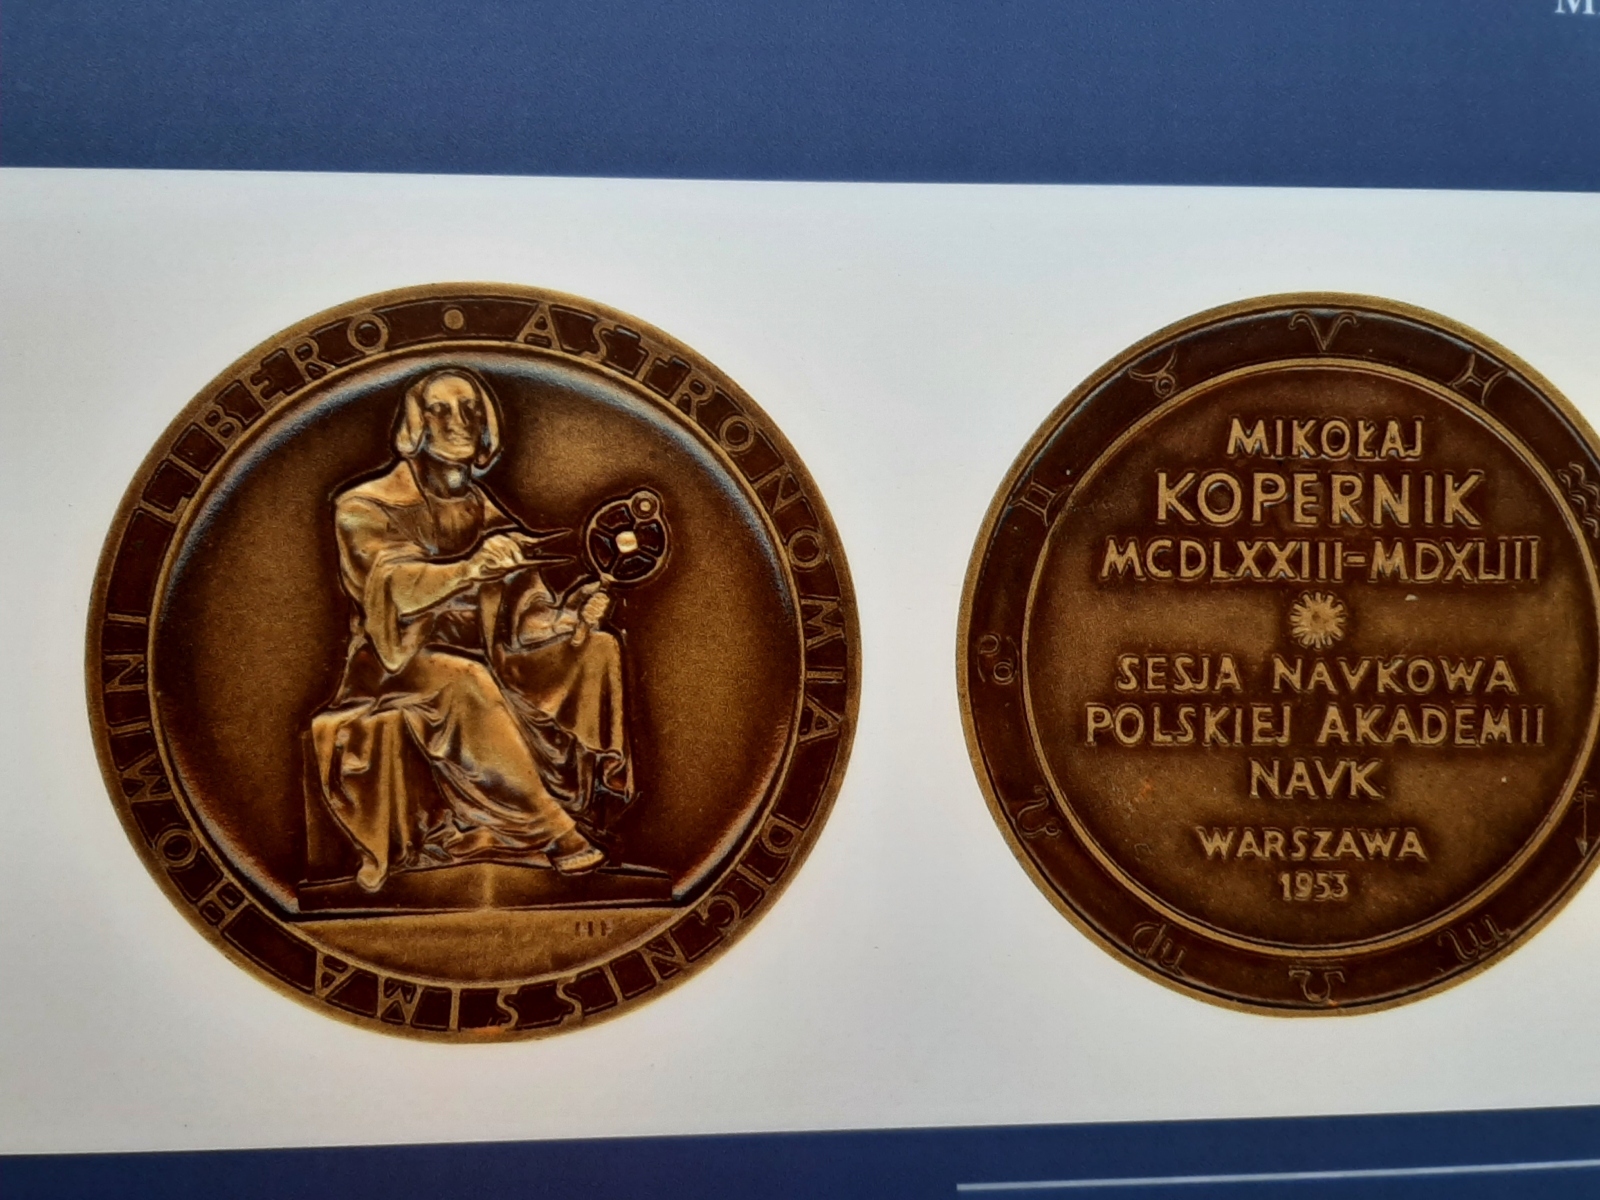 ASTRONOMIA DIGNISSIMA HOMINI LIBERO
MIKOŁAJ
KOPERNIK
MCDLXXIII-MDXLIII
SESJA NAVKOWA
POLSKIEJ AKADEMII
NAVK
WARSZAWA
1953